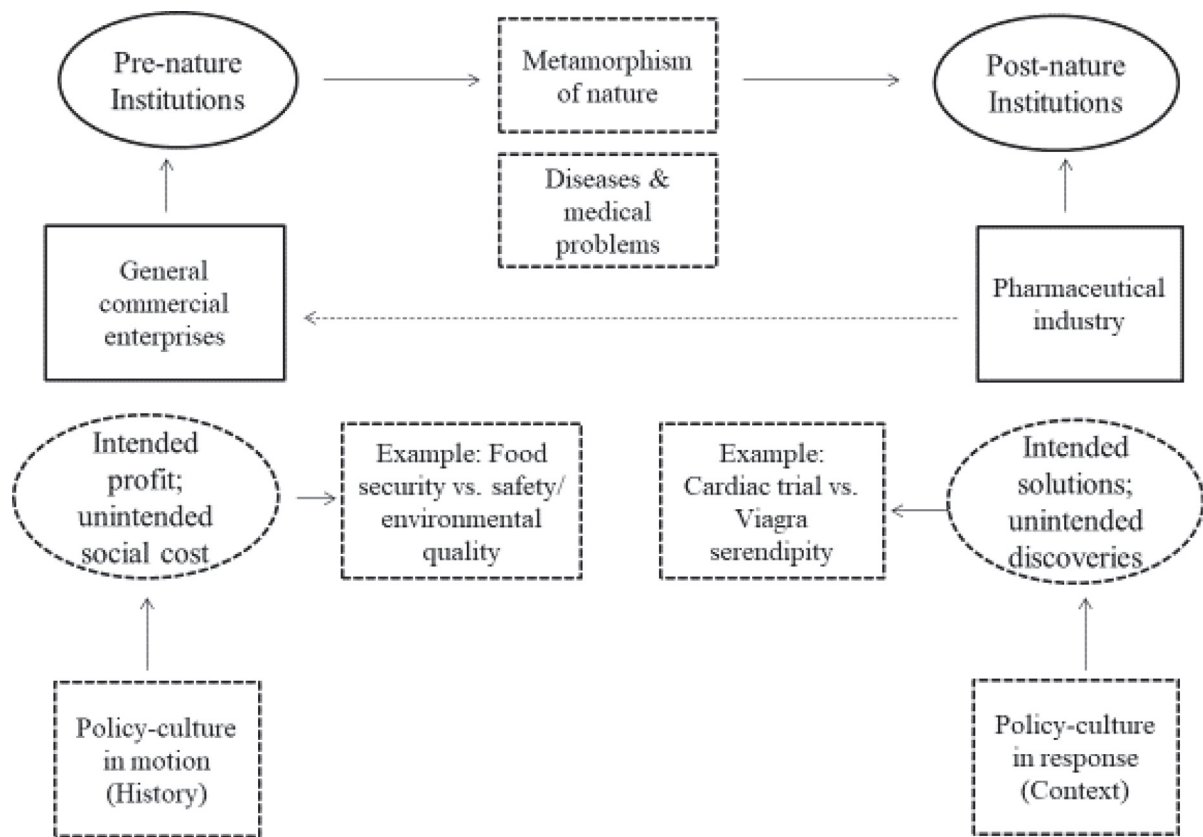 Pre-nature
Institutions
Metamorphism
of nature
Post-nature
Institutions
Diseases &
medical
problems
General
commercial
enterprises
Pharmaceutical
industry
Intended
profit;
unintended
social cost
Example: Food
security vs. safety/
environmental
quality
Example:
Cardiac trial vs.
Viagra
serendipity
Intended
solutions;
unintended
discoveries
Policy-culture
in motion
(History)
Policy-culture
in response
(Context)